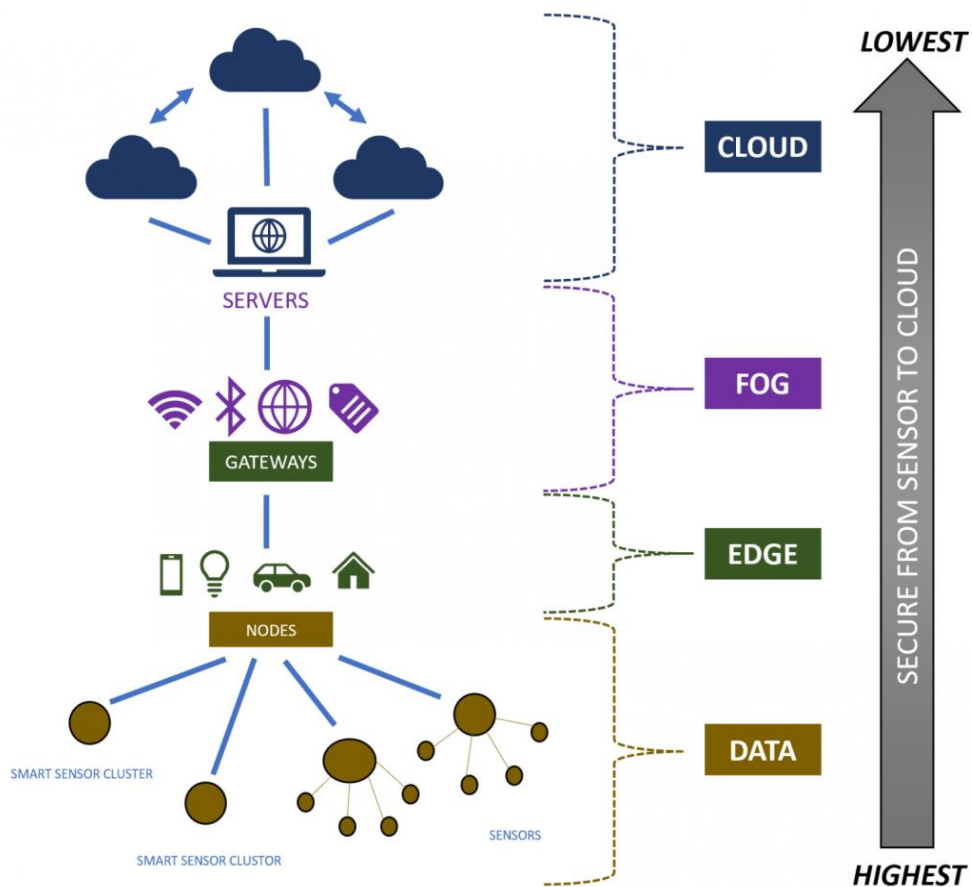 LOWEST
CLOUD
SERVERS
FOG
GATEWAYS
SECURE FROM SENSOR TO CLOUD
EDGE
NODES
DATA
SMART SENSOR CLUSTER
SENSORS
SMART SENSOR CLUSTOR
HIGHEST